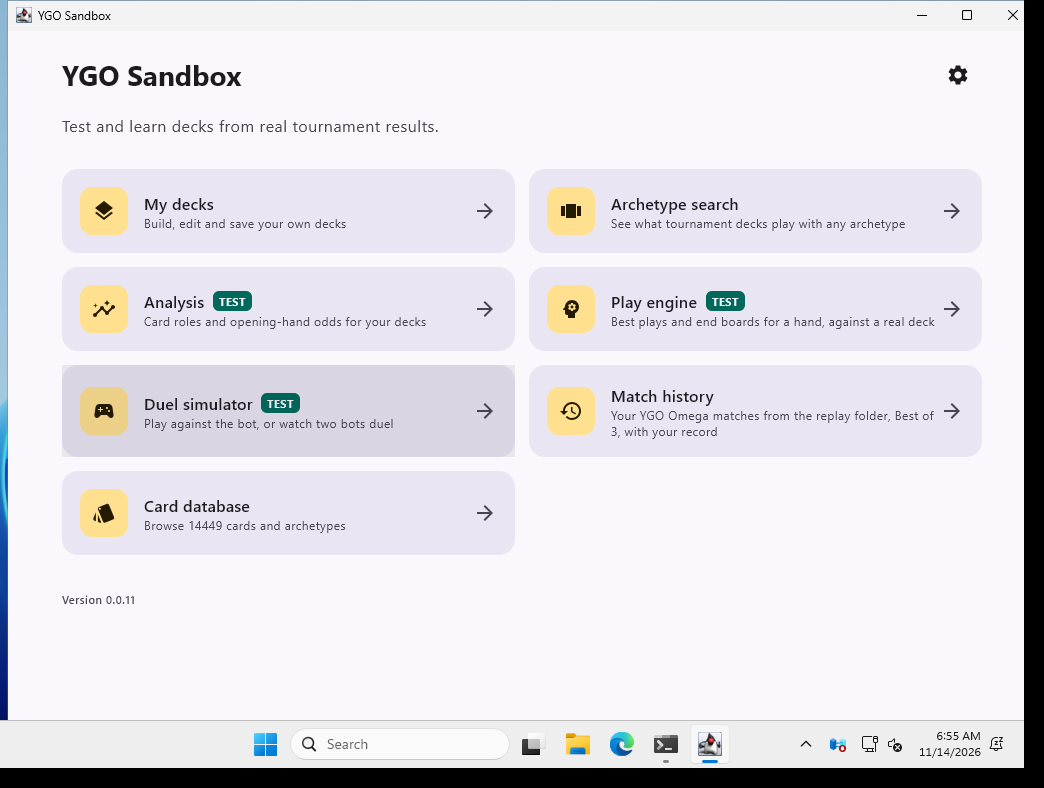 YGO Sandbox
YGO Sandbox
Test and learn decks from real tournament results.
My decks
Build, edit and save your own decks
Archetype search
See what tournament decks play with any archetype
Analysis TEST
Card roles and opening-hand odds for your decks
Play engine TEST
Best plays and end boards for a hand, against a real deck
Duel simulator TEST
Play against the bot, or watch two bots duel
Match history
Your YGO Omega matches from the replay folder, Best of
3, with your record
Card database
Browse 14449 cards and archetypes
Version 0.0.11
Search
6:55 AM
11/14/2026